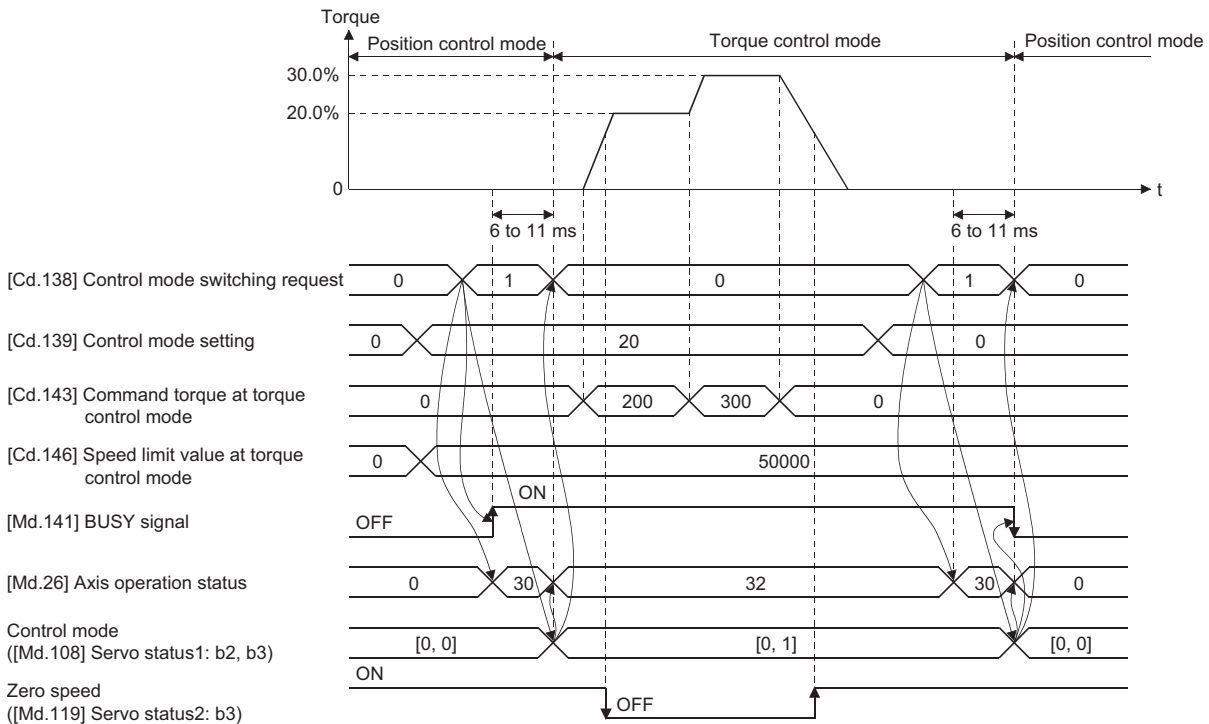 Torque
Position control mode
Torque control mode
Position control mode
30.0%
20.0%
0
t
6 to 11 ms
6 to 11 ms
[Cd.138] Control mode switching request
0
1
0
1
0
[Cd.139] Control mode setting
0
20
0
[Cd.143] Command torque at torque
control mode
0
200
300
0
[Cd.146] Speed limit value at torque
control mode
0
50000
ON
[Md.141] BUSY signal
OFF
[Md.26] Axis operation status
0
30
32
30
0
Control mode
([Md.108] Servo status1: b2, b3)
[0, 0]
[0, 1]
[0, 0]
ON
Zero speed
([Md.119] Servo status2: b3)
OFF